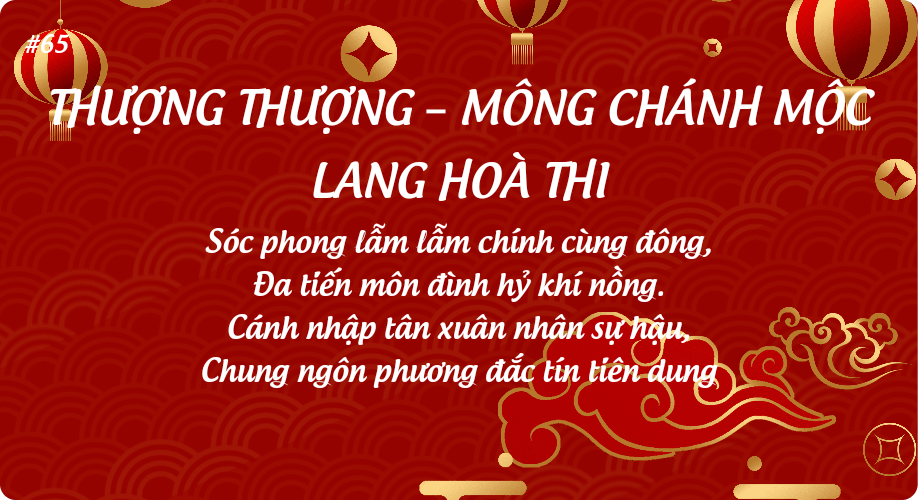 #65
THƯỢNG THƯỢNG – MÔNG CHÁNH MỘC
LANG HOÀ THI
Sóc phong lẫm lẫm chính cùng đông,
Đa tiến môn đình hỷ khí nồng.
Cánh nhập tân xuân nhân sự hậu,
Chung ngôn phương đắc tín tiên dung